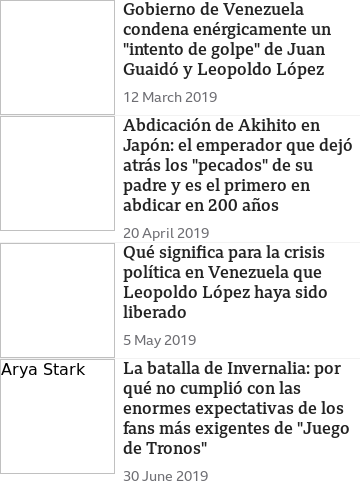 Gobierno de Venezuela
condena enérgicamente un
"intento de golpe" de Juan
Guaidó y Leopoldo López
12 March 2019
Abdicación de Akihito en
Japón: el emperador que dejó
atrás los "pecados" de su
padre y es el primero en
abdicar en 200 años
20 April 2019
Qué significa para la crisis
política en Venezuela que
Leopoldo López haya sido
liberado
5 May 2019
Arya Stark
La batalla de Invernalia: por
qué no cumplió con las
enormes expectativas de los
fans más exigentes de "Juego
de Tronos"
30 June 2019